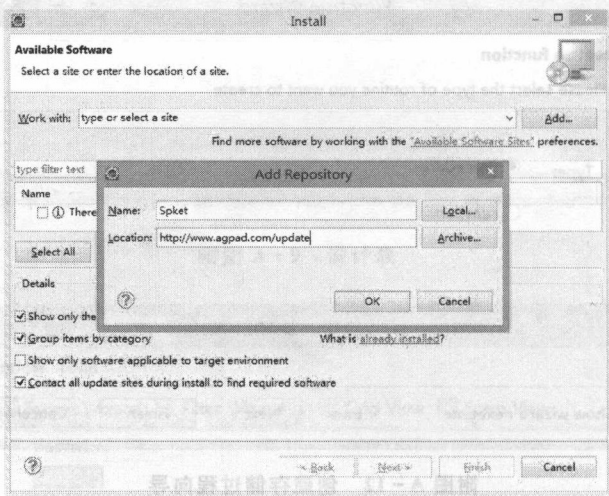 Install
Available Software
Select a site or enter the location of a site.
Work with: type or select a site Add...
Find more software by working with the "Available Software Sites" preferences.
type filter text
Add Repository
Name
There
Name: Spket Local...
Location: http://www.agpad.com/update Archive...
Select All
OK Cancel
Details
Show only the
Group items by category What is already installed?
Show only software applicable to target environment
Contact all update sites during install to find required software
< Back Next > Finish Cancel